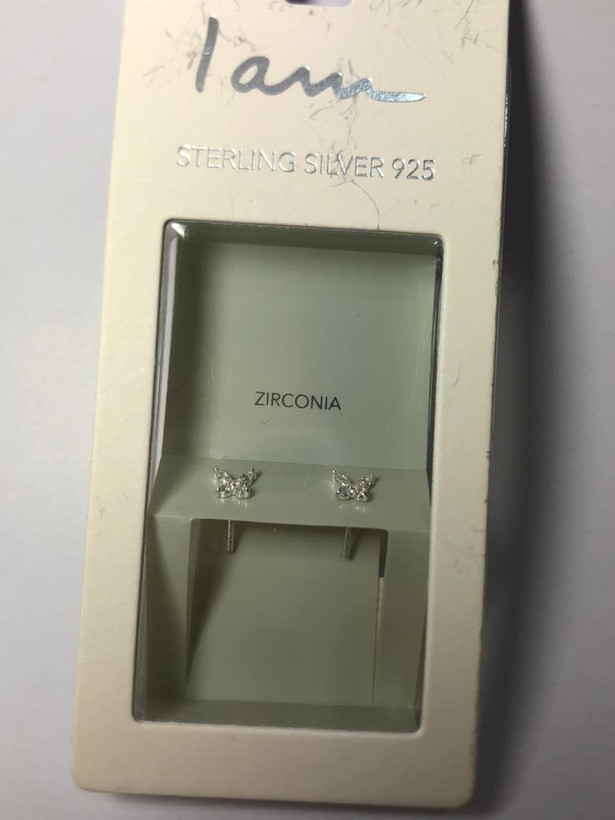 I am
STERLING SILVER 925
ZIRCONIA